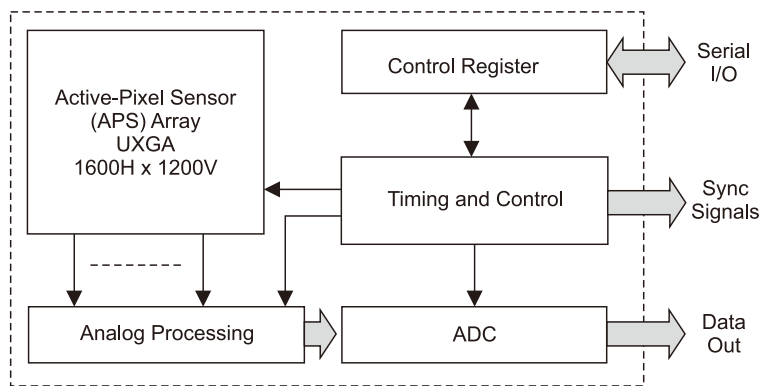 Active-Pixel Sensor
(APS) Array
UXGA
1600H x 1200V
Control Register
Serial
I/O
Timing and Control
Sync
Signals
Analog Processing
ADC
Data
Out